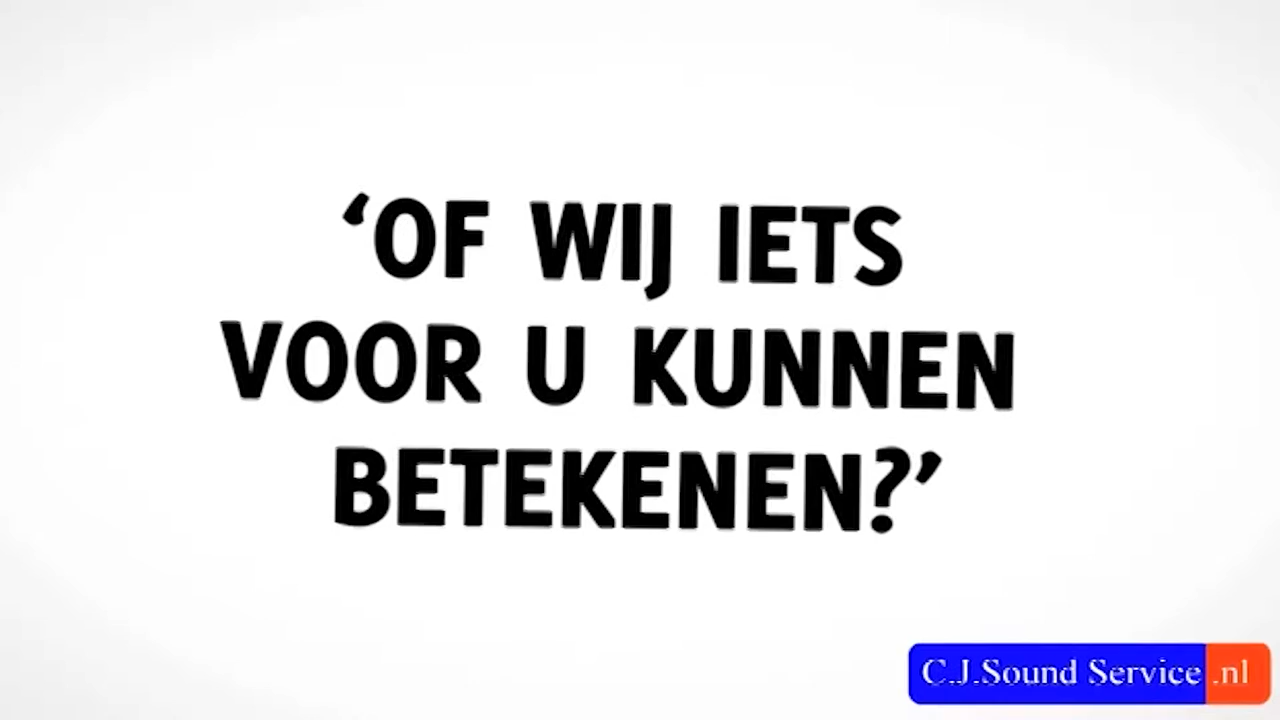 ‘OF WIJ IETS
VOOR U KUNNEN
BETEKENEN?’
C.J.Sound Service .nl